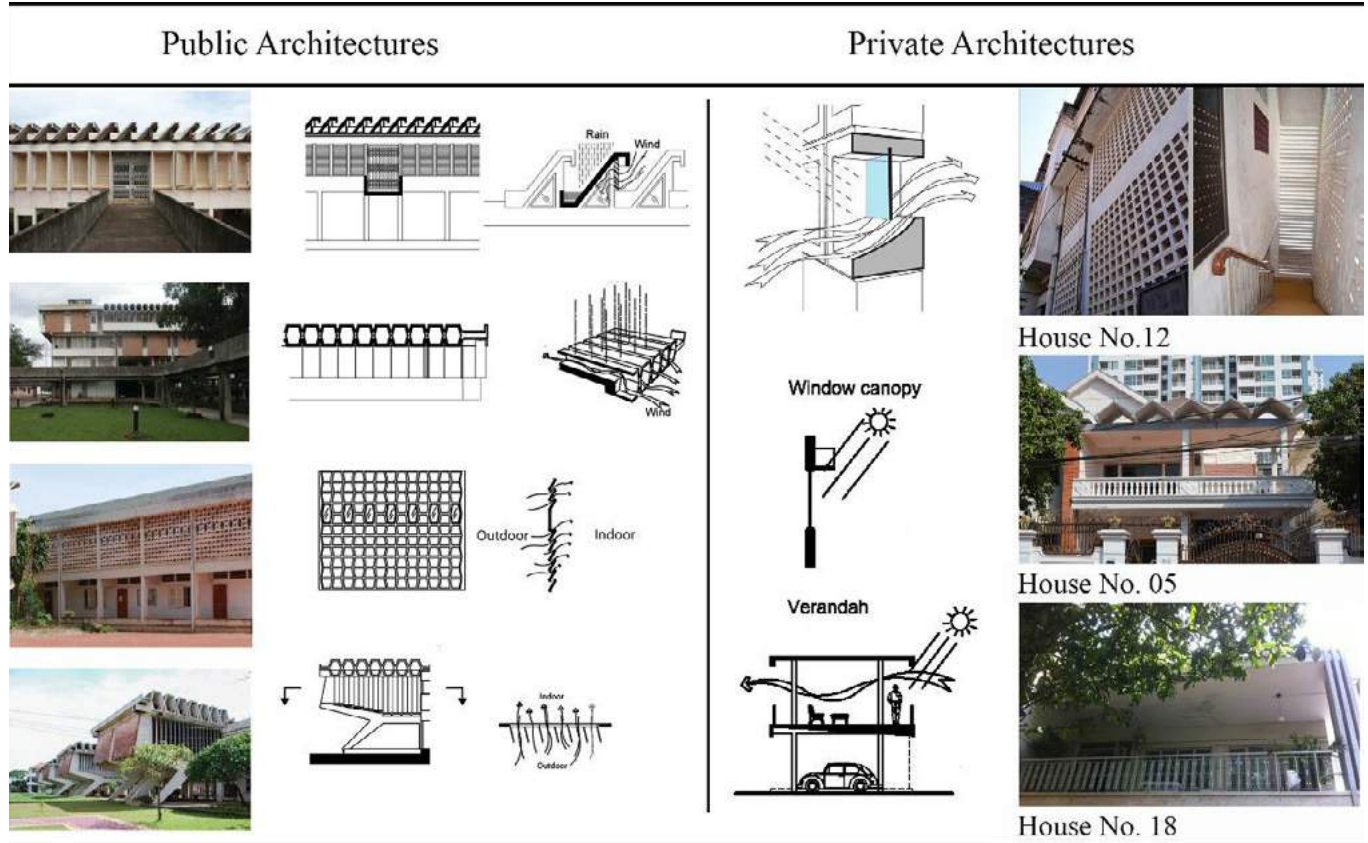 Public Architectures
Private Architectures
Rain
Wind
Wind
Outdoor
Indoor
Indoor
Outdoor
Window canopy
Verandah
House No.12
House No. 05
House No. 18